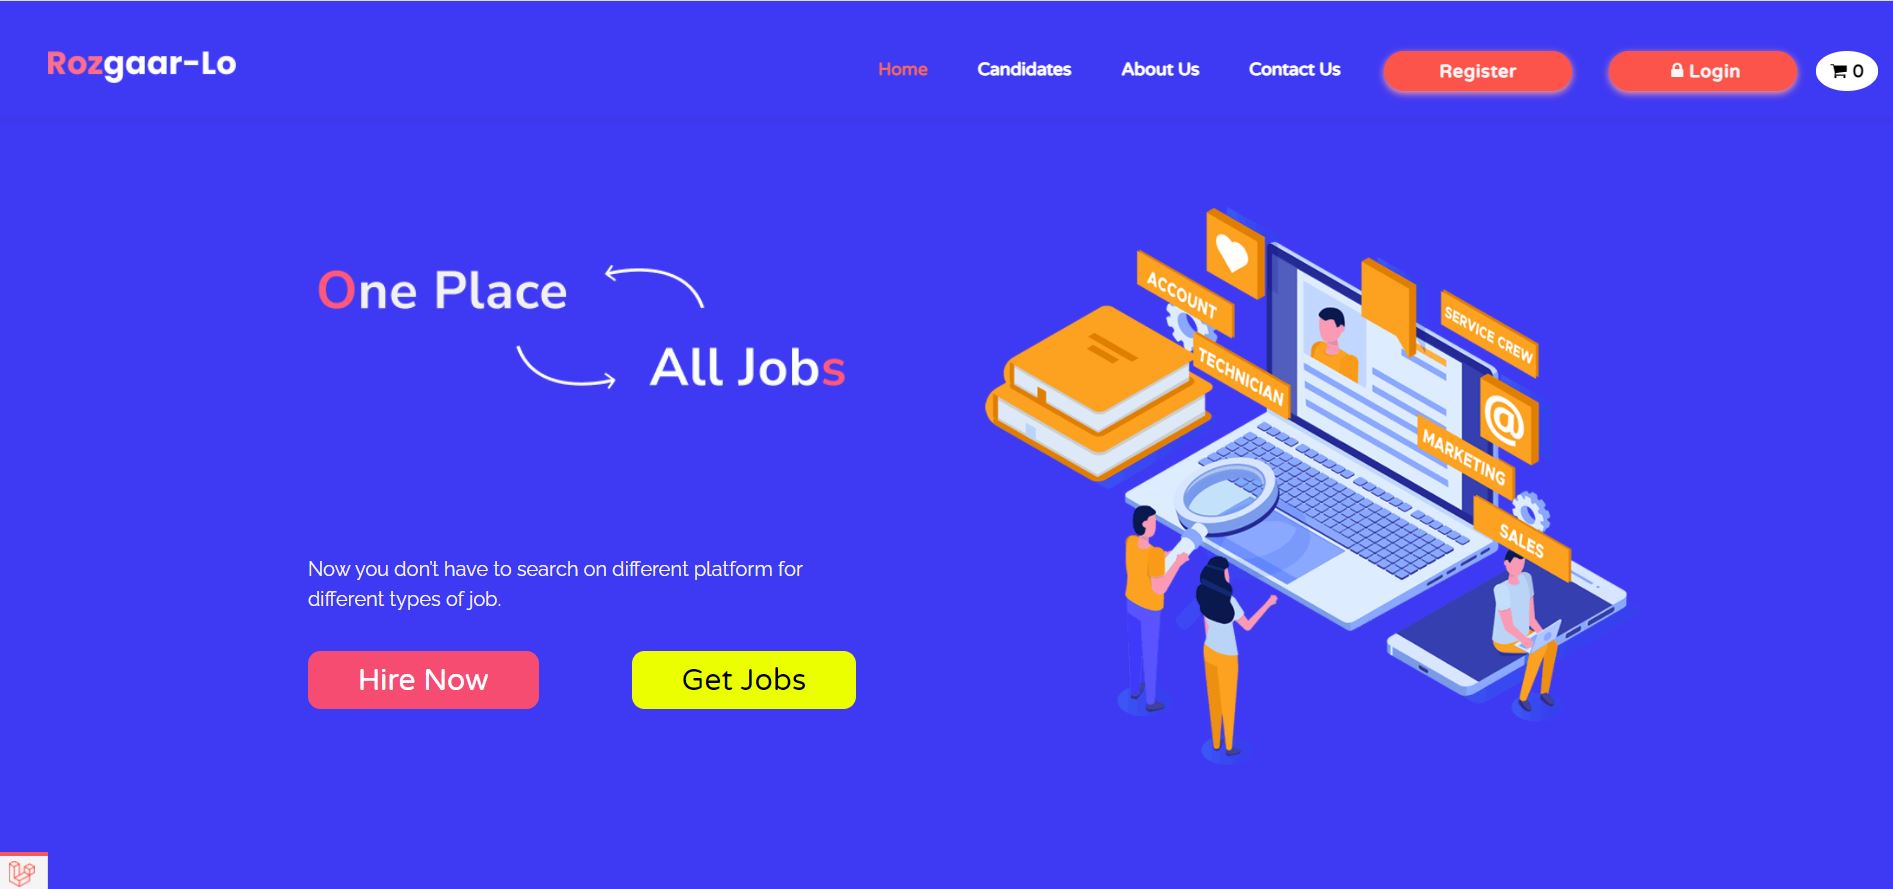 Rozgaar-Lo
Home Candidates About Us Contact Us Register Login 0
One Place
All Jobs
ACCOUNT
TECHNICIAN
SERVICE CREW
@
MARKETING
SALES
Now you don't have to search on different platform for
different types of job.
Hire Now Get Jobs